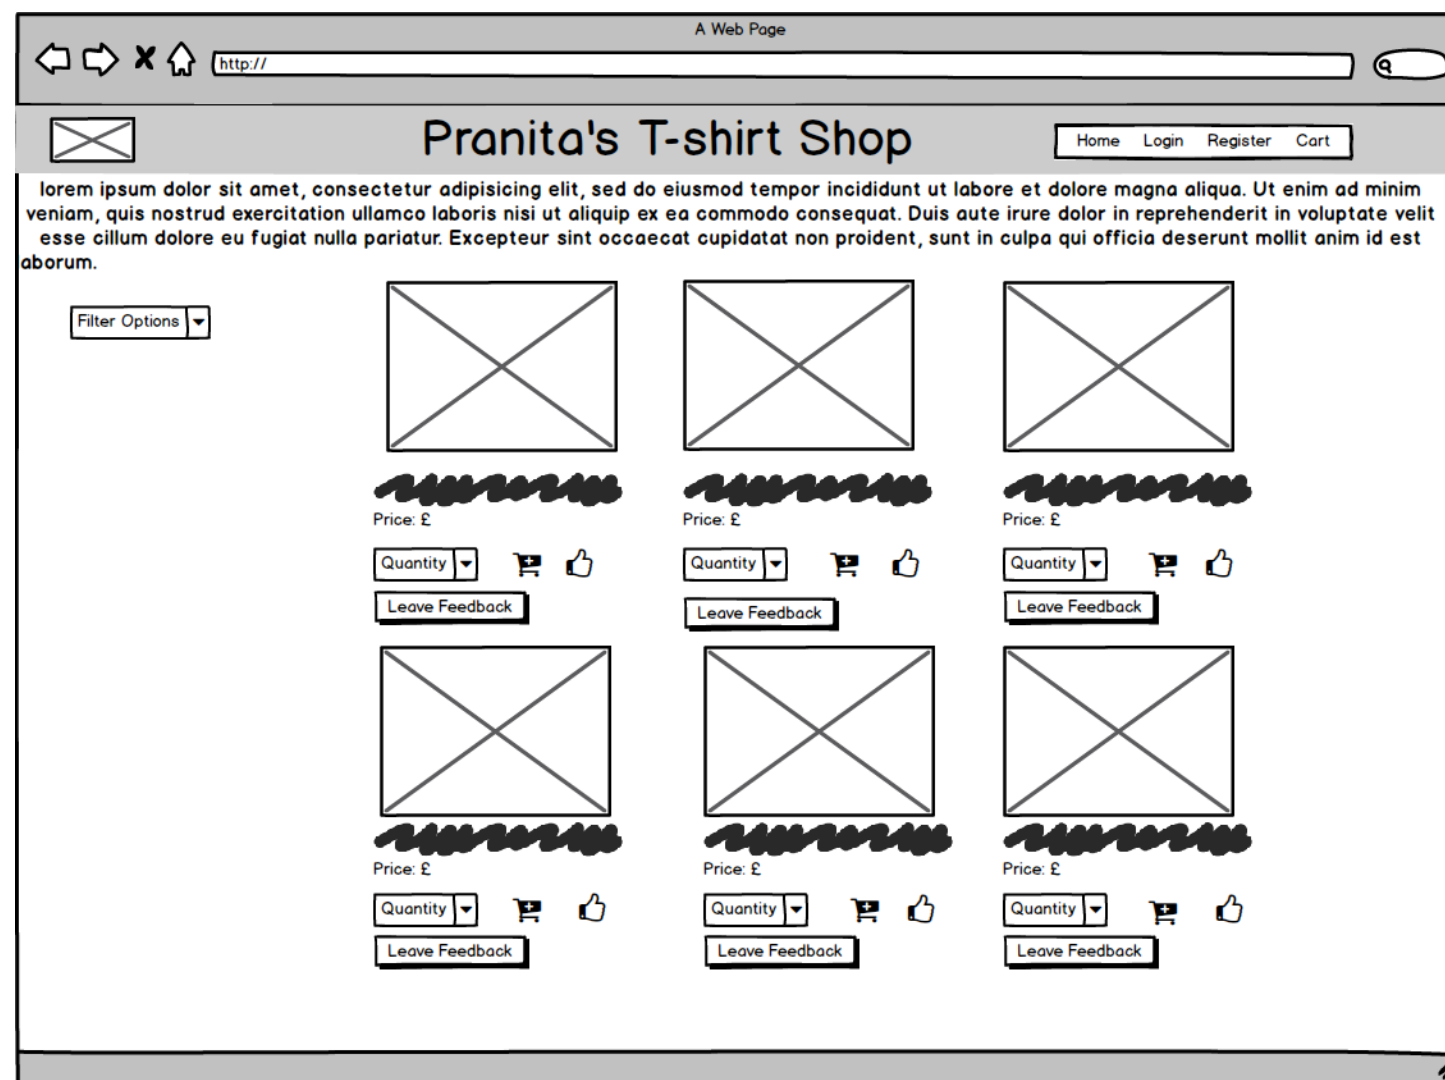 A Web Page
http://
Pranita's T-shirt Shop
Home Login Register Cart
lorem ipsum dolor sit amet, consectetur adipisicing elit, sed do eiusmod tempor incididunt ut labore et dolore magna aliqua. Ut enim ad minim
veniam, quis nostrud exercitation ullamco laboris nisi ut aliquip ex ea commodo consequat. Duis aute irure dolor in reprehenderit in voluptate velit
esse cillum dolore eu fugiat nulla pariatur. Excepteur sint occaecat cupidatat non proident, sunt in culpa qui officia deserunt mollit anim id est
aborum.
Filter Options
Price: £ Price: £ Price: £
Quantity Quantity Quantity
Leave Feedback Leave Feedback Leave Feedback
Price: £ Price: £ Price: £
Quantity Quantity Quantity
Leave Feedback Leave Feedback Leave Feedback